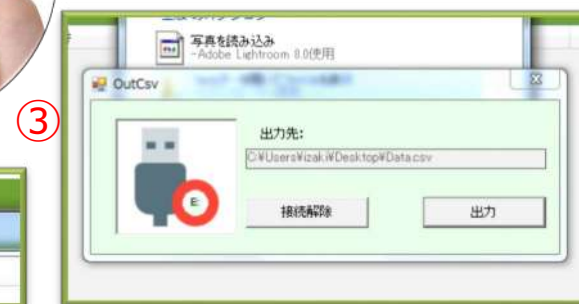 写真を読み込み
-Adobe Lightroom 8.0使用
OutCsv
③
出力先:
C:¥Users¥izaki¥Desktop¥Data.csv
E:
接続解除
出力